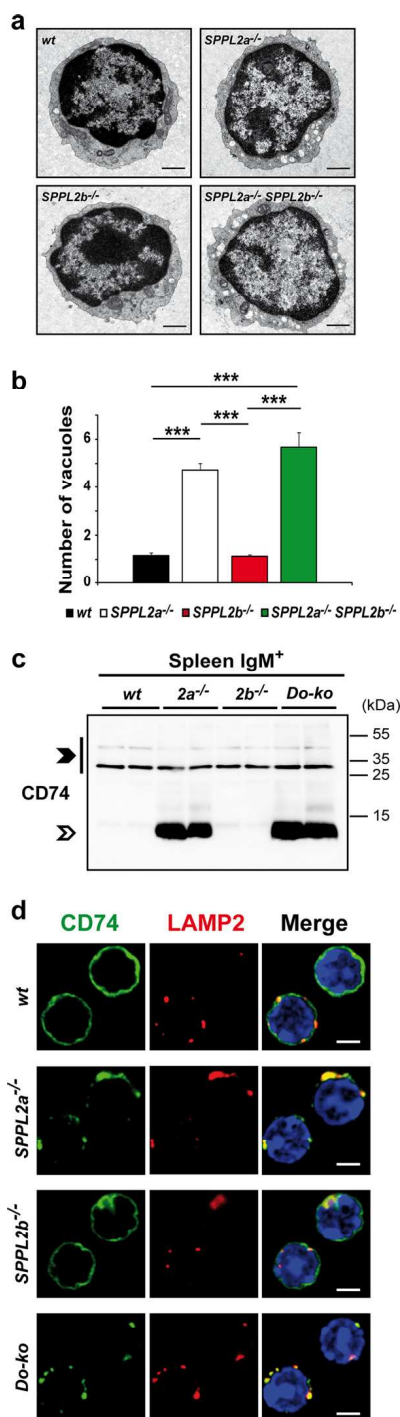 a
wt
SPPL2a-/-
SPPL2b-/-
SPPL2a-/- SPPL2b-/-
b
Number of vacuoles
6
4
2
0
***
***
***
***
wt SPPL2a-/- SPPL2b-/- SPPL2a-/- SPPL2b-/-
c
Spleen IgM+
wt 2a-/- 2b-/- Do-ko (kDa)
55
35
25
CD74
15
d
CD74 LAMP2 Merge
wt
SPPL2a-/-
SPPL2b-/-
Do-ko